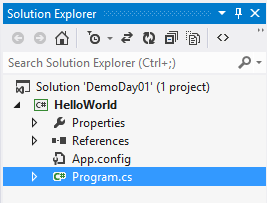 Solution Explorer
Search Solution Explorer (Ctrl+;)
Solution 'DemoDay01' (1 project)
C# HelloWorld
Properties
References
App.config
C# Program.cs